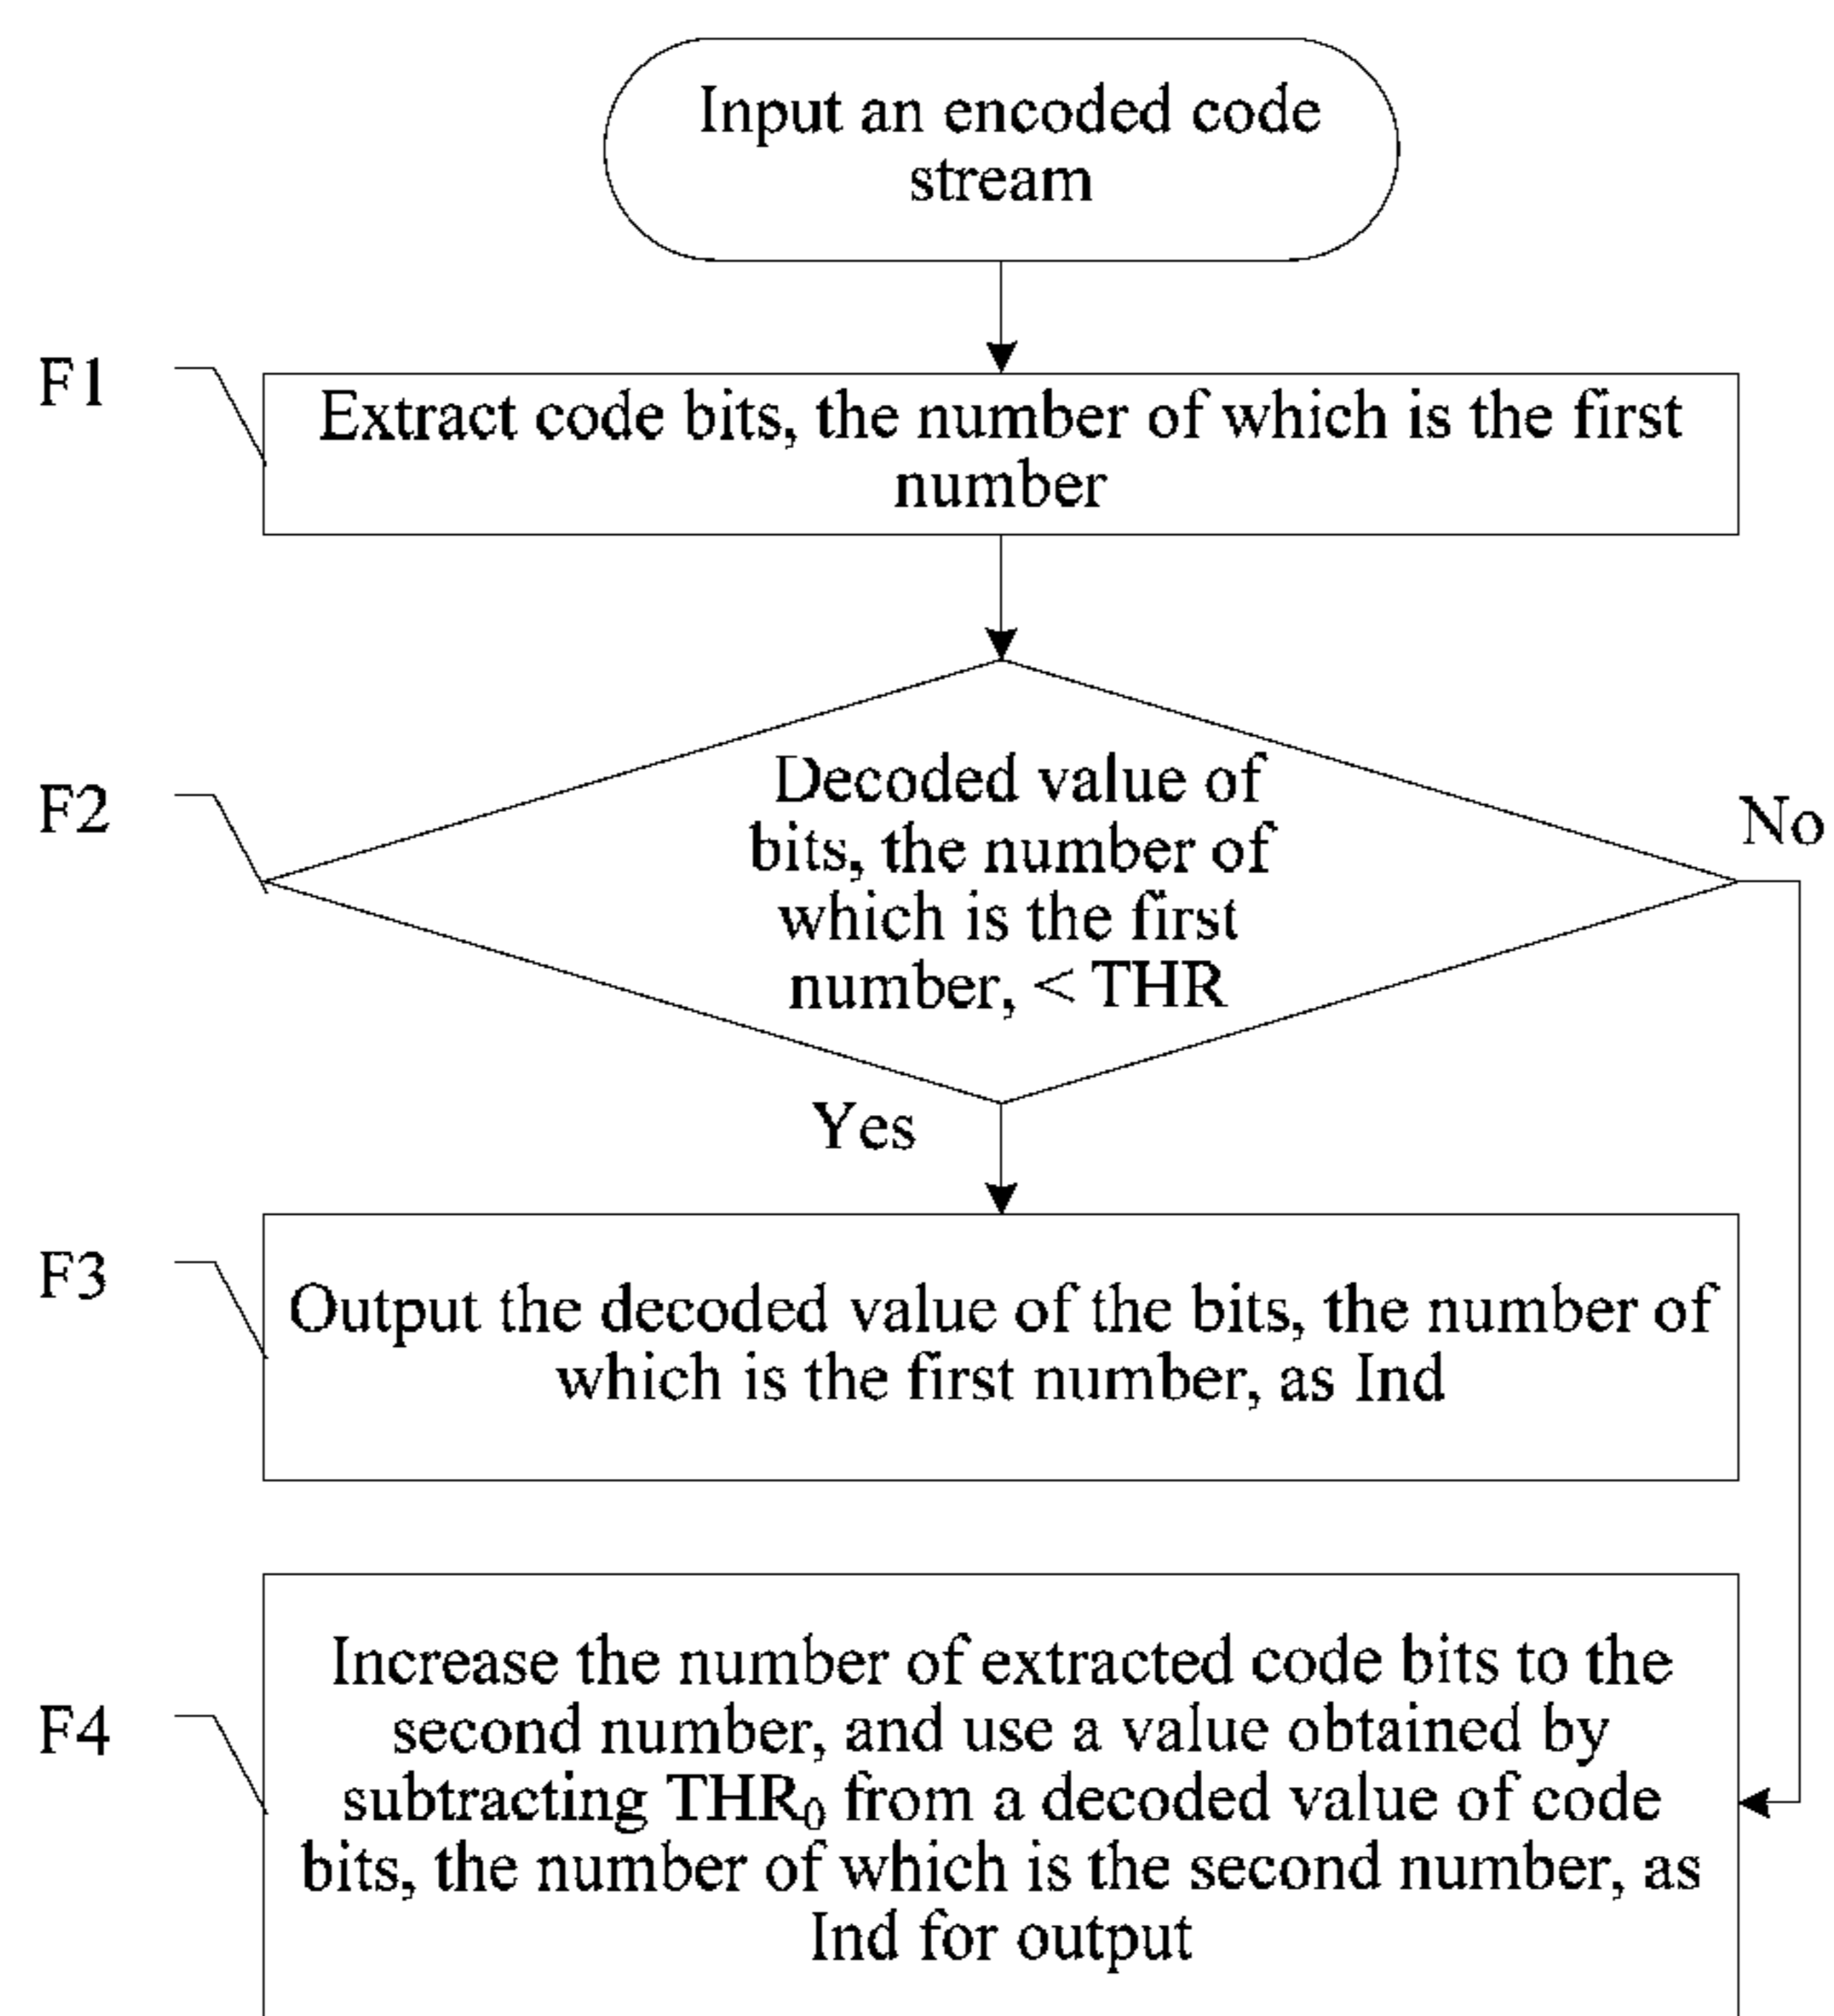 Input an encoded code
stream
F1
Extract code bits, the number of which is the first
number
F2
Decoded value of
bits, the number of
which is the first
number, < THR
No
Yes
F3
Output the decoded value of the bits, the number of
which is the first number, as Ind
F4
Increase the number of extracted code bits to the
second number, and use a value obtained by
subtracting THR₀ from a decoded value of code
bits, the number of which is the second number, as
Ind for output